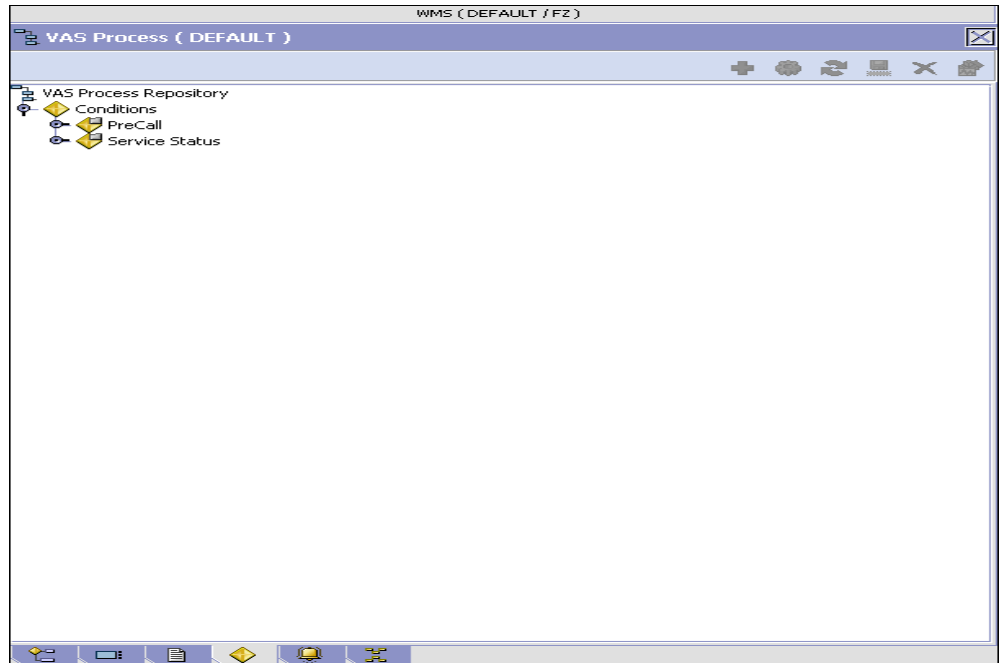 WMS ( DEFAULT / FZ )
VAS Process ( DEFAULT )
VAS Process Repository
Conditions
PreCall
Service Status